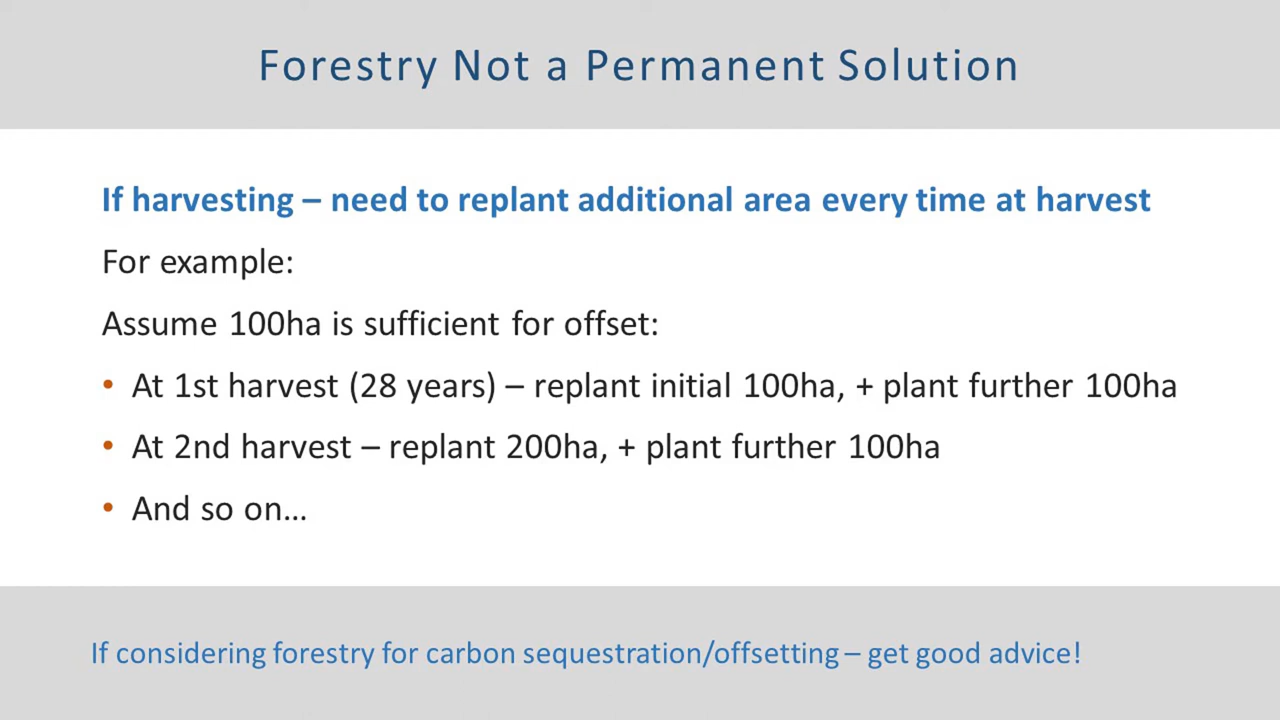 Forestry Not a Permanent Solution
If harvesting – need to replant additional area every time at harvest
For example:
Assume 100ha is sufficient for offset:
• At 1st harvest (28 years) – replant initial 100ha, + plant further 100ha
• At 2nd harvest – replant 200ha, + plant further 100ha
• And so on…
If considering forestry for carbon sequestration/offsetting – get good advice!